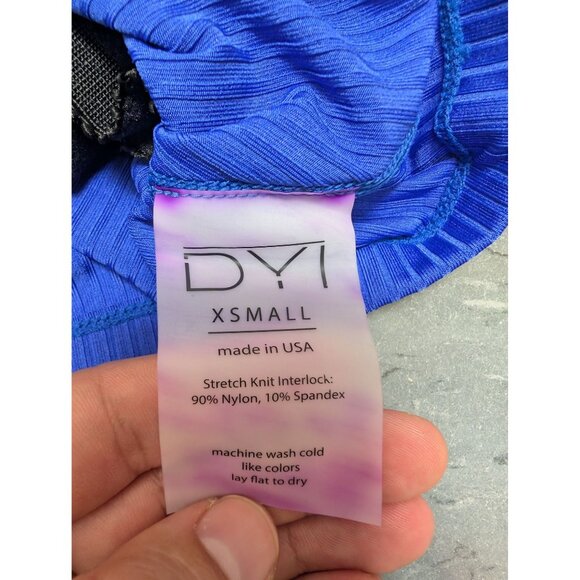 DYI
XSMALL
made in USA
Stretch Knit Interlock:
90% Nylon, 10% Spandex
machine wash cold
like colors
lay flat to dry